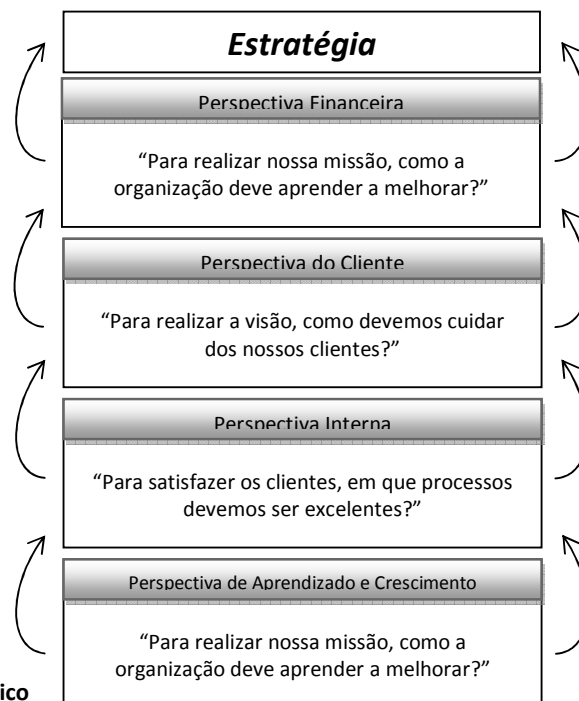 Estratégia
Perspectiva Financeira
“Para realizar nossa missão, como a
organização deve aprender a melhorar?”
Perspectiva do Cliente
“Para realizar a visão, como devemos cuidar
dos nossos clientes?”
Perspectiva Interna
“Para satisfazer os clientes, em que processos
devemos ser excelentes?”
Perspectiva de Aprendizado e Crescimento
“Para realizar nossa missão, como a
organização deve aprender a melhorar?”
ico